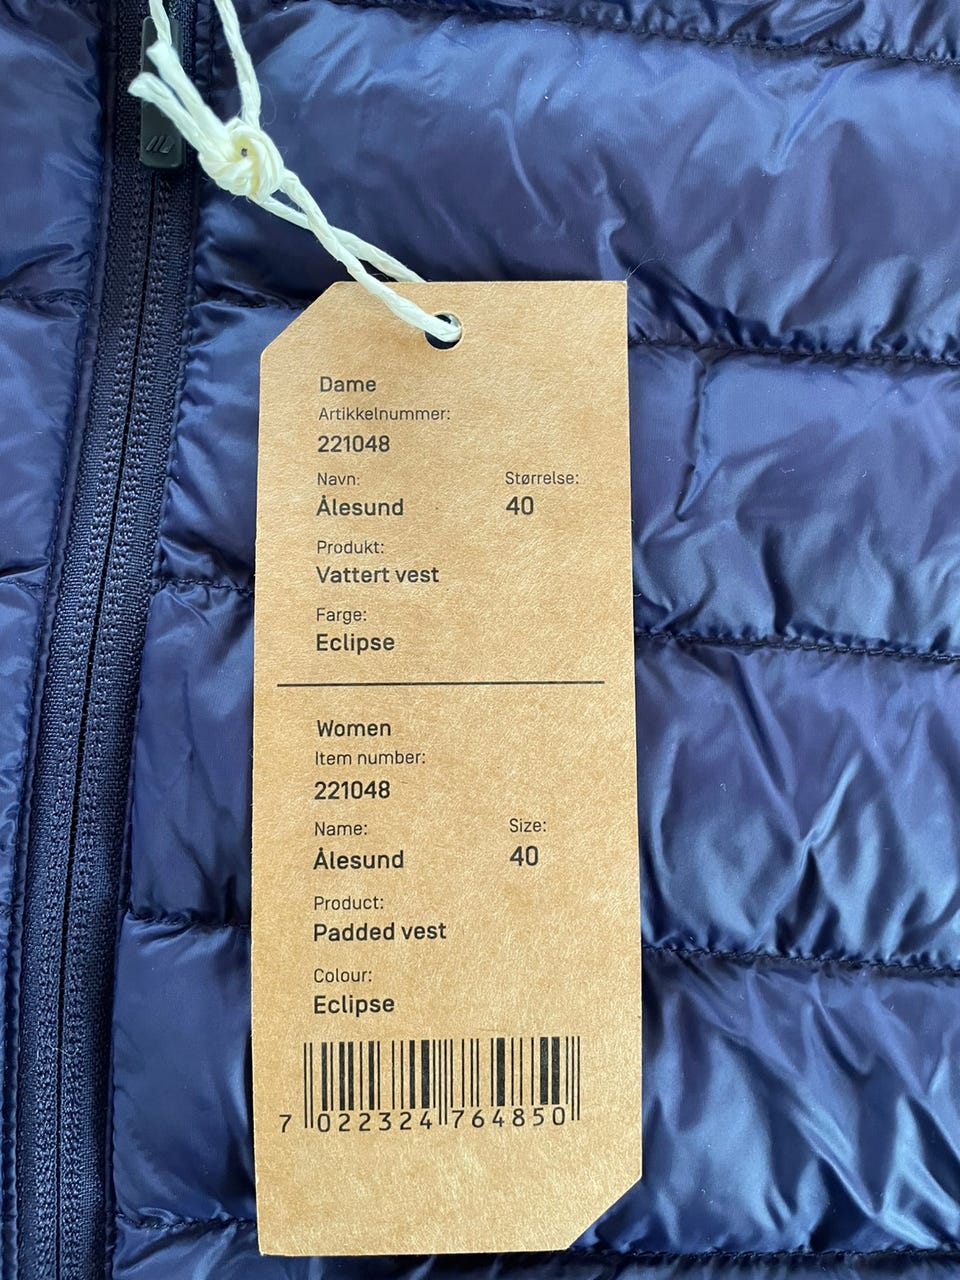 Dame
Artikkelnummer:
221048
Navn: Størrelse:
Ålesund 40
Produkt:
Vattert vest
Farge:
Eclipse
Women
Item number:
221048
Name: Size:
Ålesund 40
Product:
Padded vest
Colour:
Eclipse
7 022324 764850